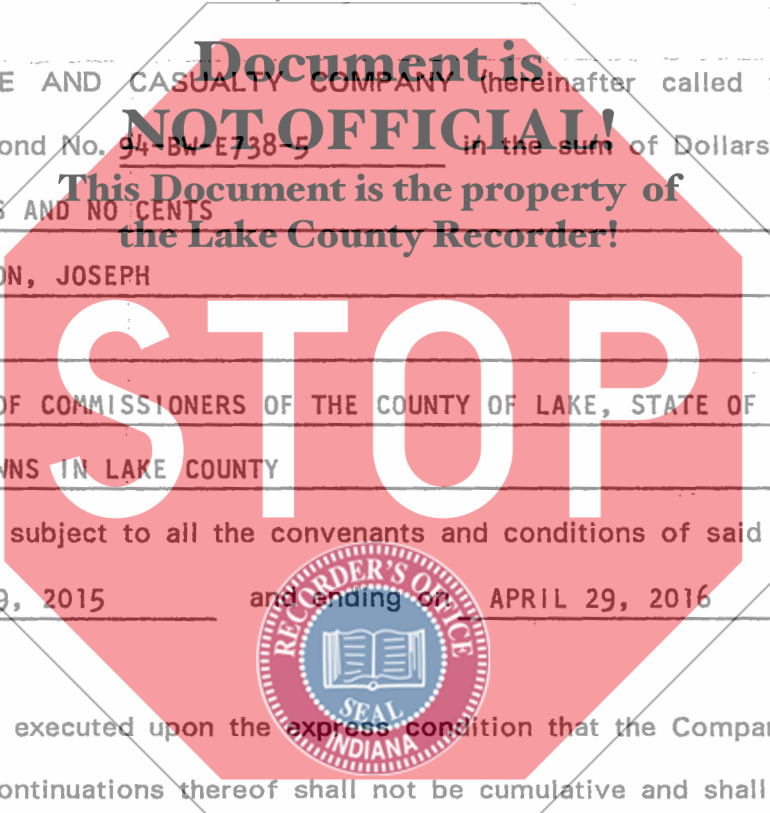 Document is
E AND CASUALTY COMPANY (hereinafter called
NOT OFFICIAL!
ond No. 94-BW-E738-5 in the sum of Dollars
This Document is the property of
S AND NO CENTS
the Lake County Recorder!
ON, JOSEPH
STOP
OF COMMISSIONERS OF THE COUNTY OF LAKE, STATE OF
WNS IN LAKE COUNTY
subject to all the convenants and conditions of said
9, 2015 and ending on APRIL 29, 2016
RECORDER'S OFFICE
SEAL
INDIANA
executed upon the express condition that the Compa
ontinuations thereof shall not be cumulative and shall